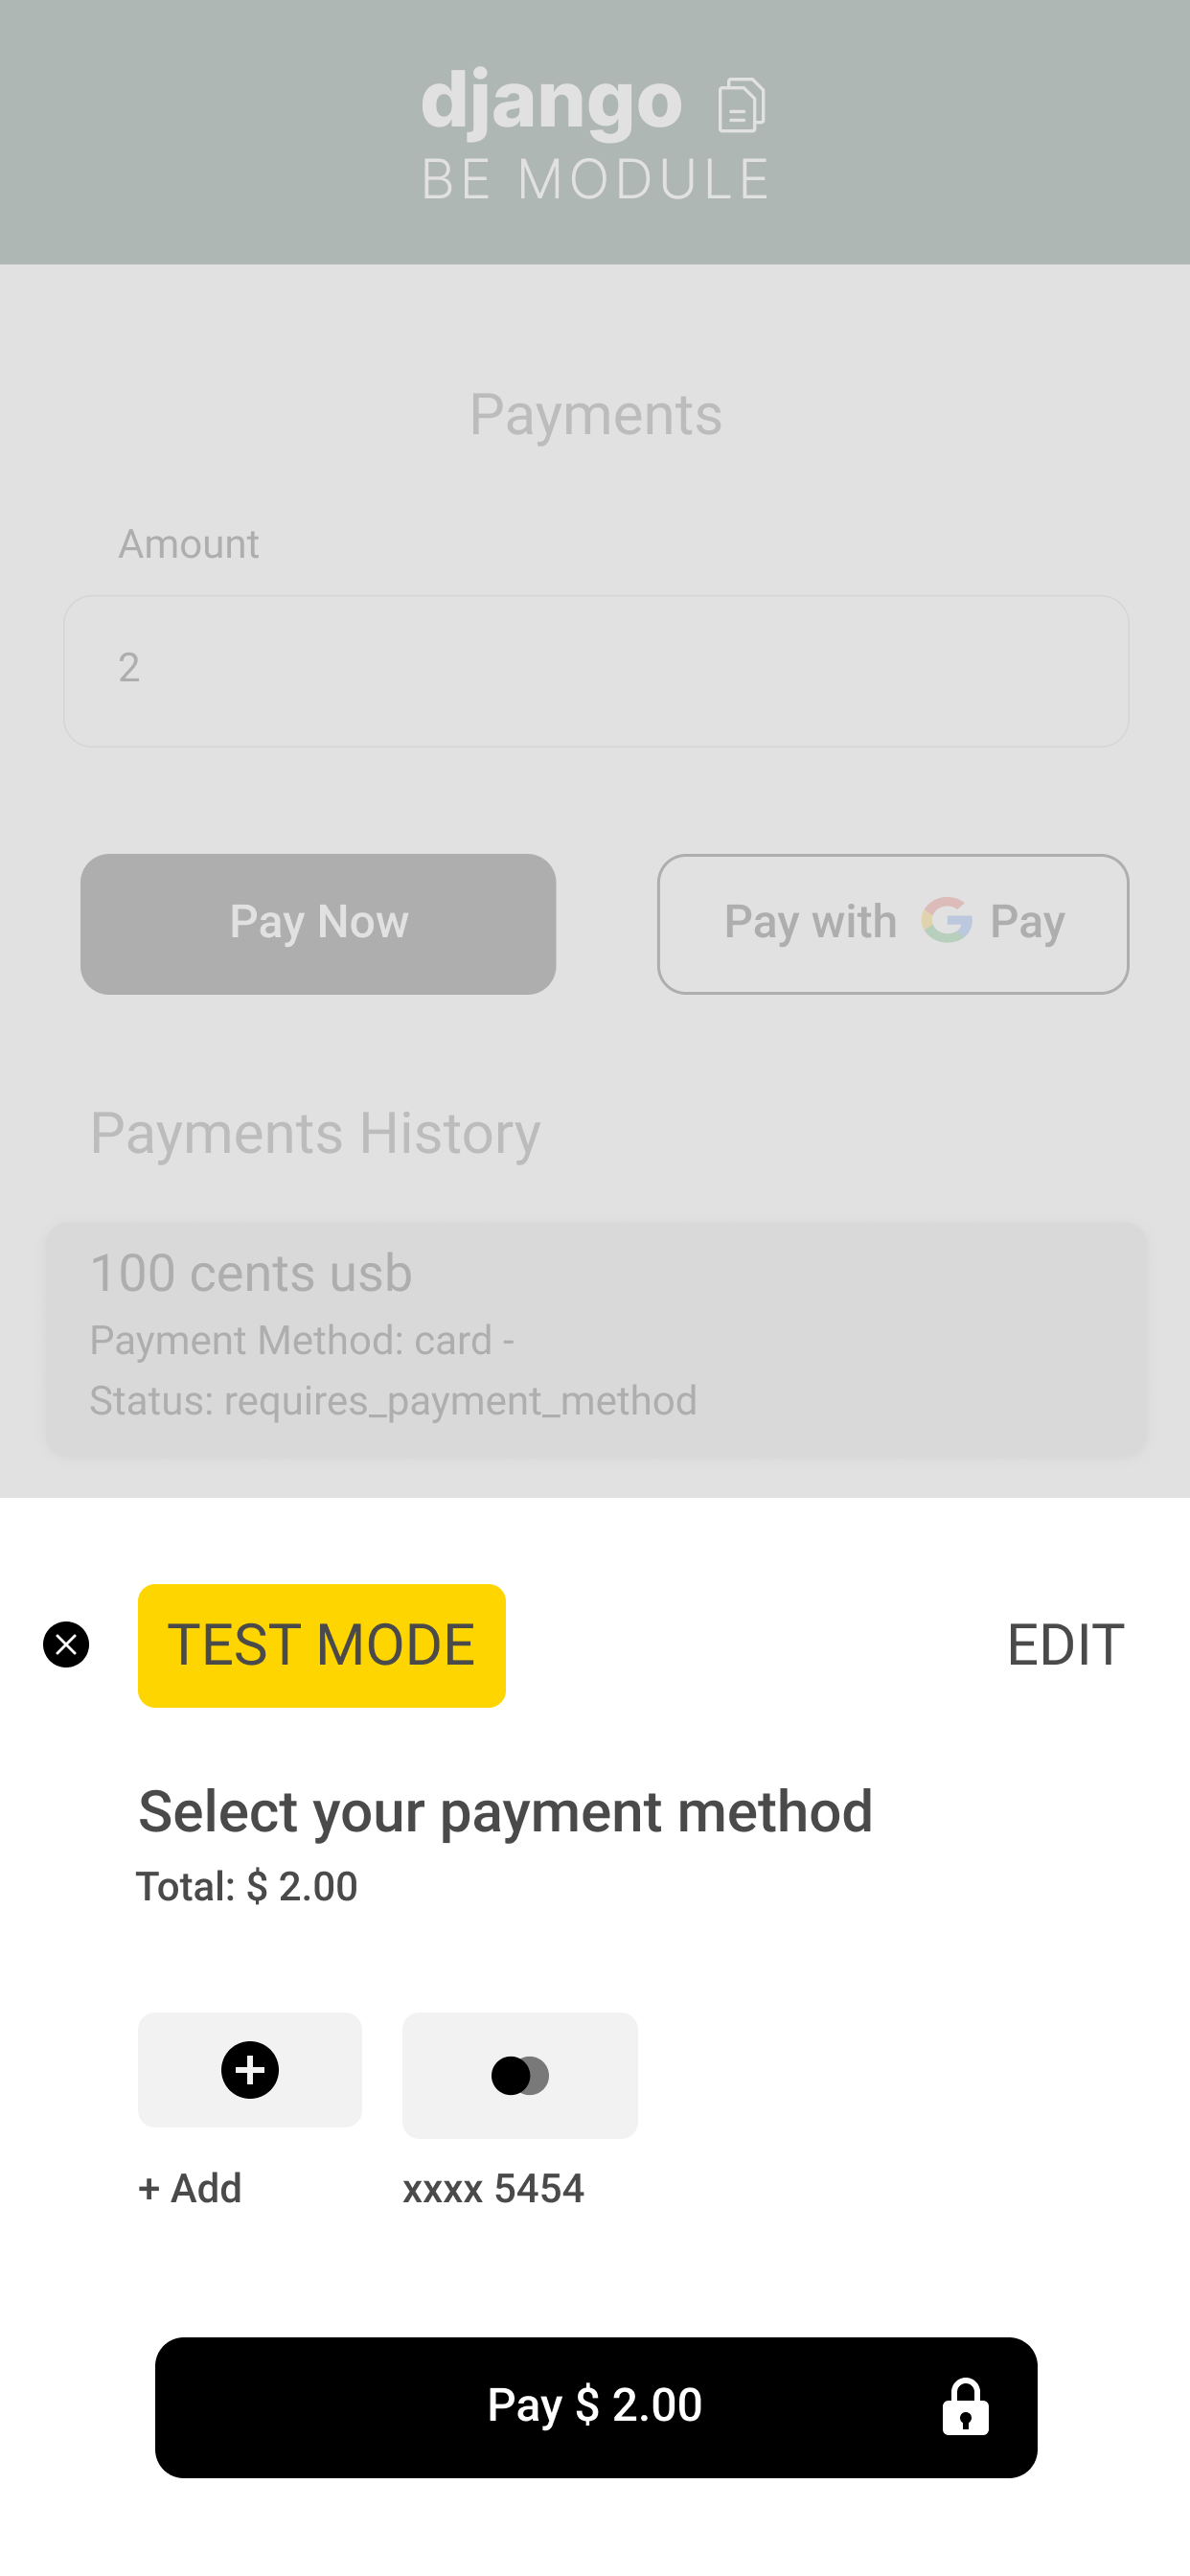 django
BE MODULE
Payments
Amount
2
Pay Now
Pay with G Pay
Payments History
100 cents usb
Payment Method: card -
Status: requires_payment_method
TEST MODE
EDIT
Select your payment method
Total: $ 2.00
+ Add
xxxx 5454
Pay $ 2.00